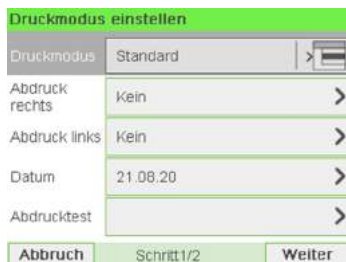 Druckmodus einstellen
Druckmodus Standard
Abdruck rechts Kein
Abdruck links Kein
Datum 21.08.20
Abdrucktest
Abbruch Schritt1/2 Weiter